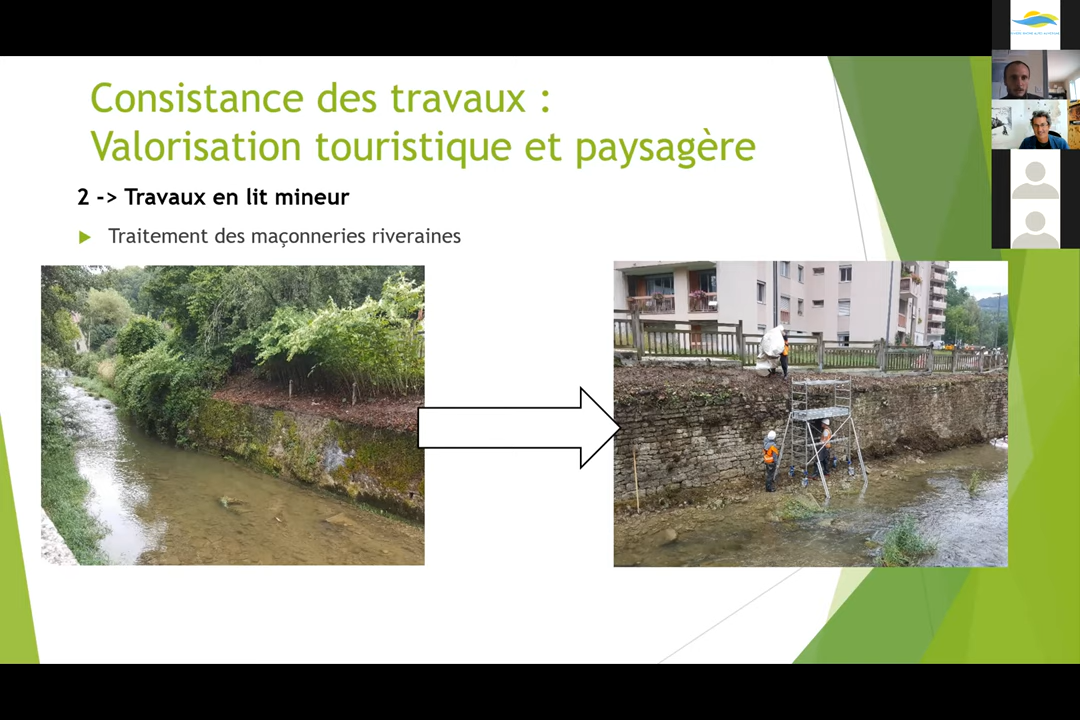 Consistance des travaux :
Valorisation touristique et paysagère
2 -> Travaux en lit mineur
Traitement des maçonneries riveraines